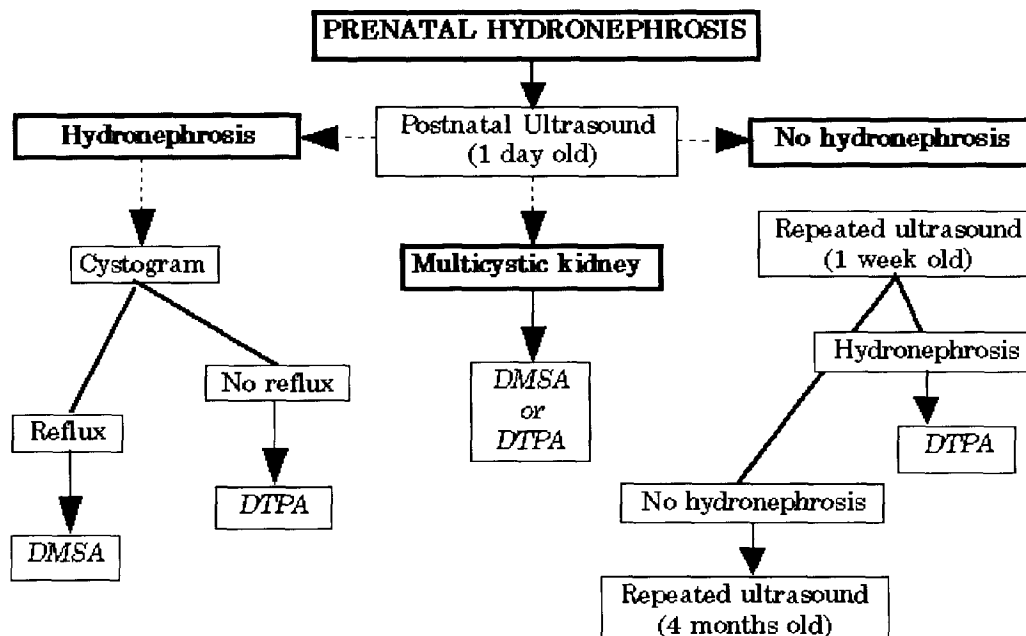 PRENATAL HYDRONEPHROSIS
Hydronephrosis
Postnatal Ultrasound
(1 day old)
No hydronephrosis
Cystogram
Multicystic kidney
Repeated ultrasound
(1 week old)
Reflux
No reflux
DMSA
or
DTPA
Hydronephrosis
DMSA
DTPA
DTPA
No hydronephrosis
Repeated ultrasound
(4 months old)